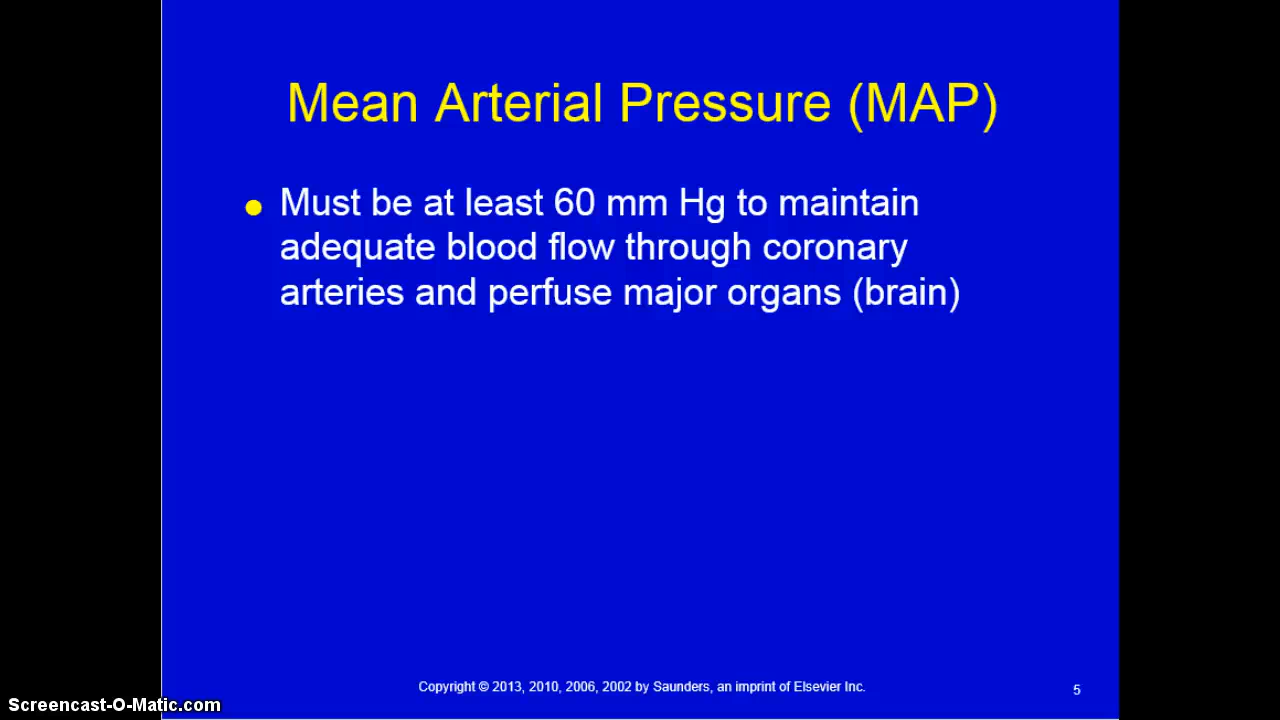 Mean Arterial Pressure (MAP)
Must be at least 60 mm Hg to maintain
adequate blood flow through coronary
arteries and perfuse major organs (brain)
Copyright © 2013, 2010, 2006, 2002 by Saunders, an imprint of Elsevier Inc.
5
Screencast-O-Matic.com